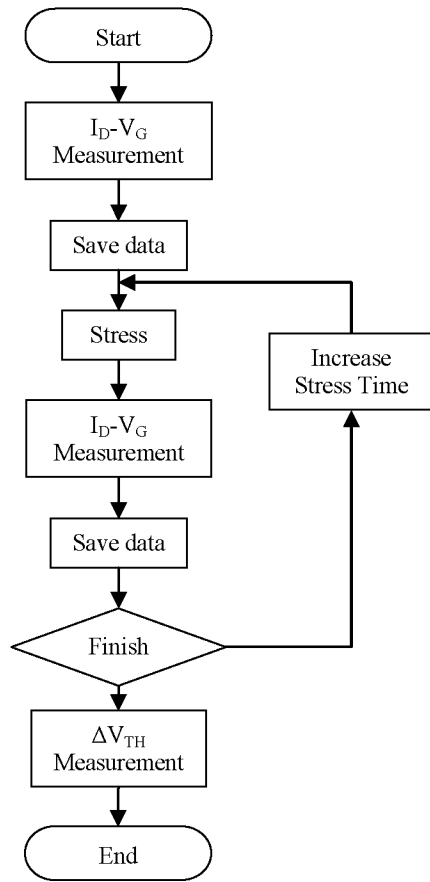 Start
I_D-V_G
Measurement
Save data
Stress
Increase
Stress Time
I_D-V_G
Measurement
Save data
Finish
ΔV_TH
Measurement
End